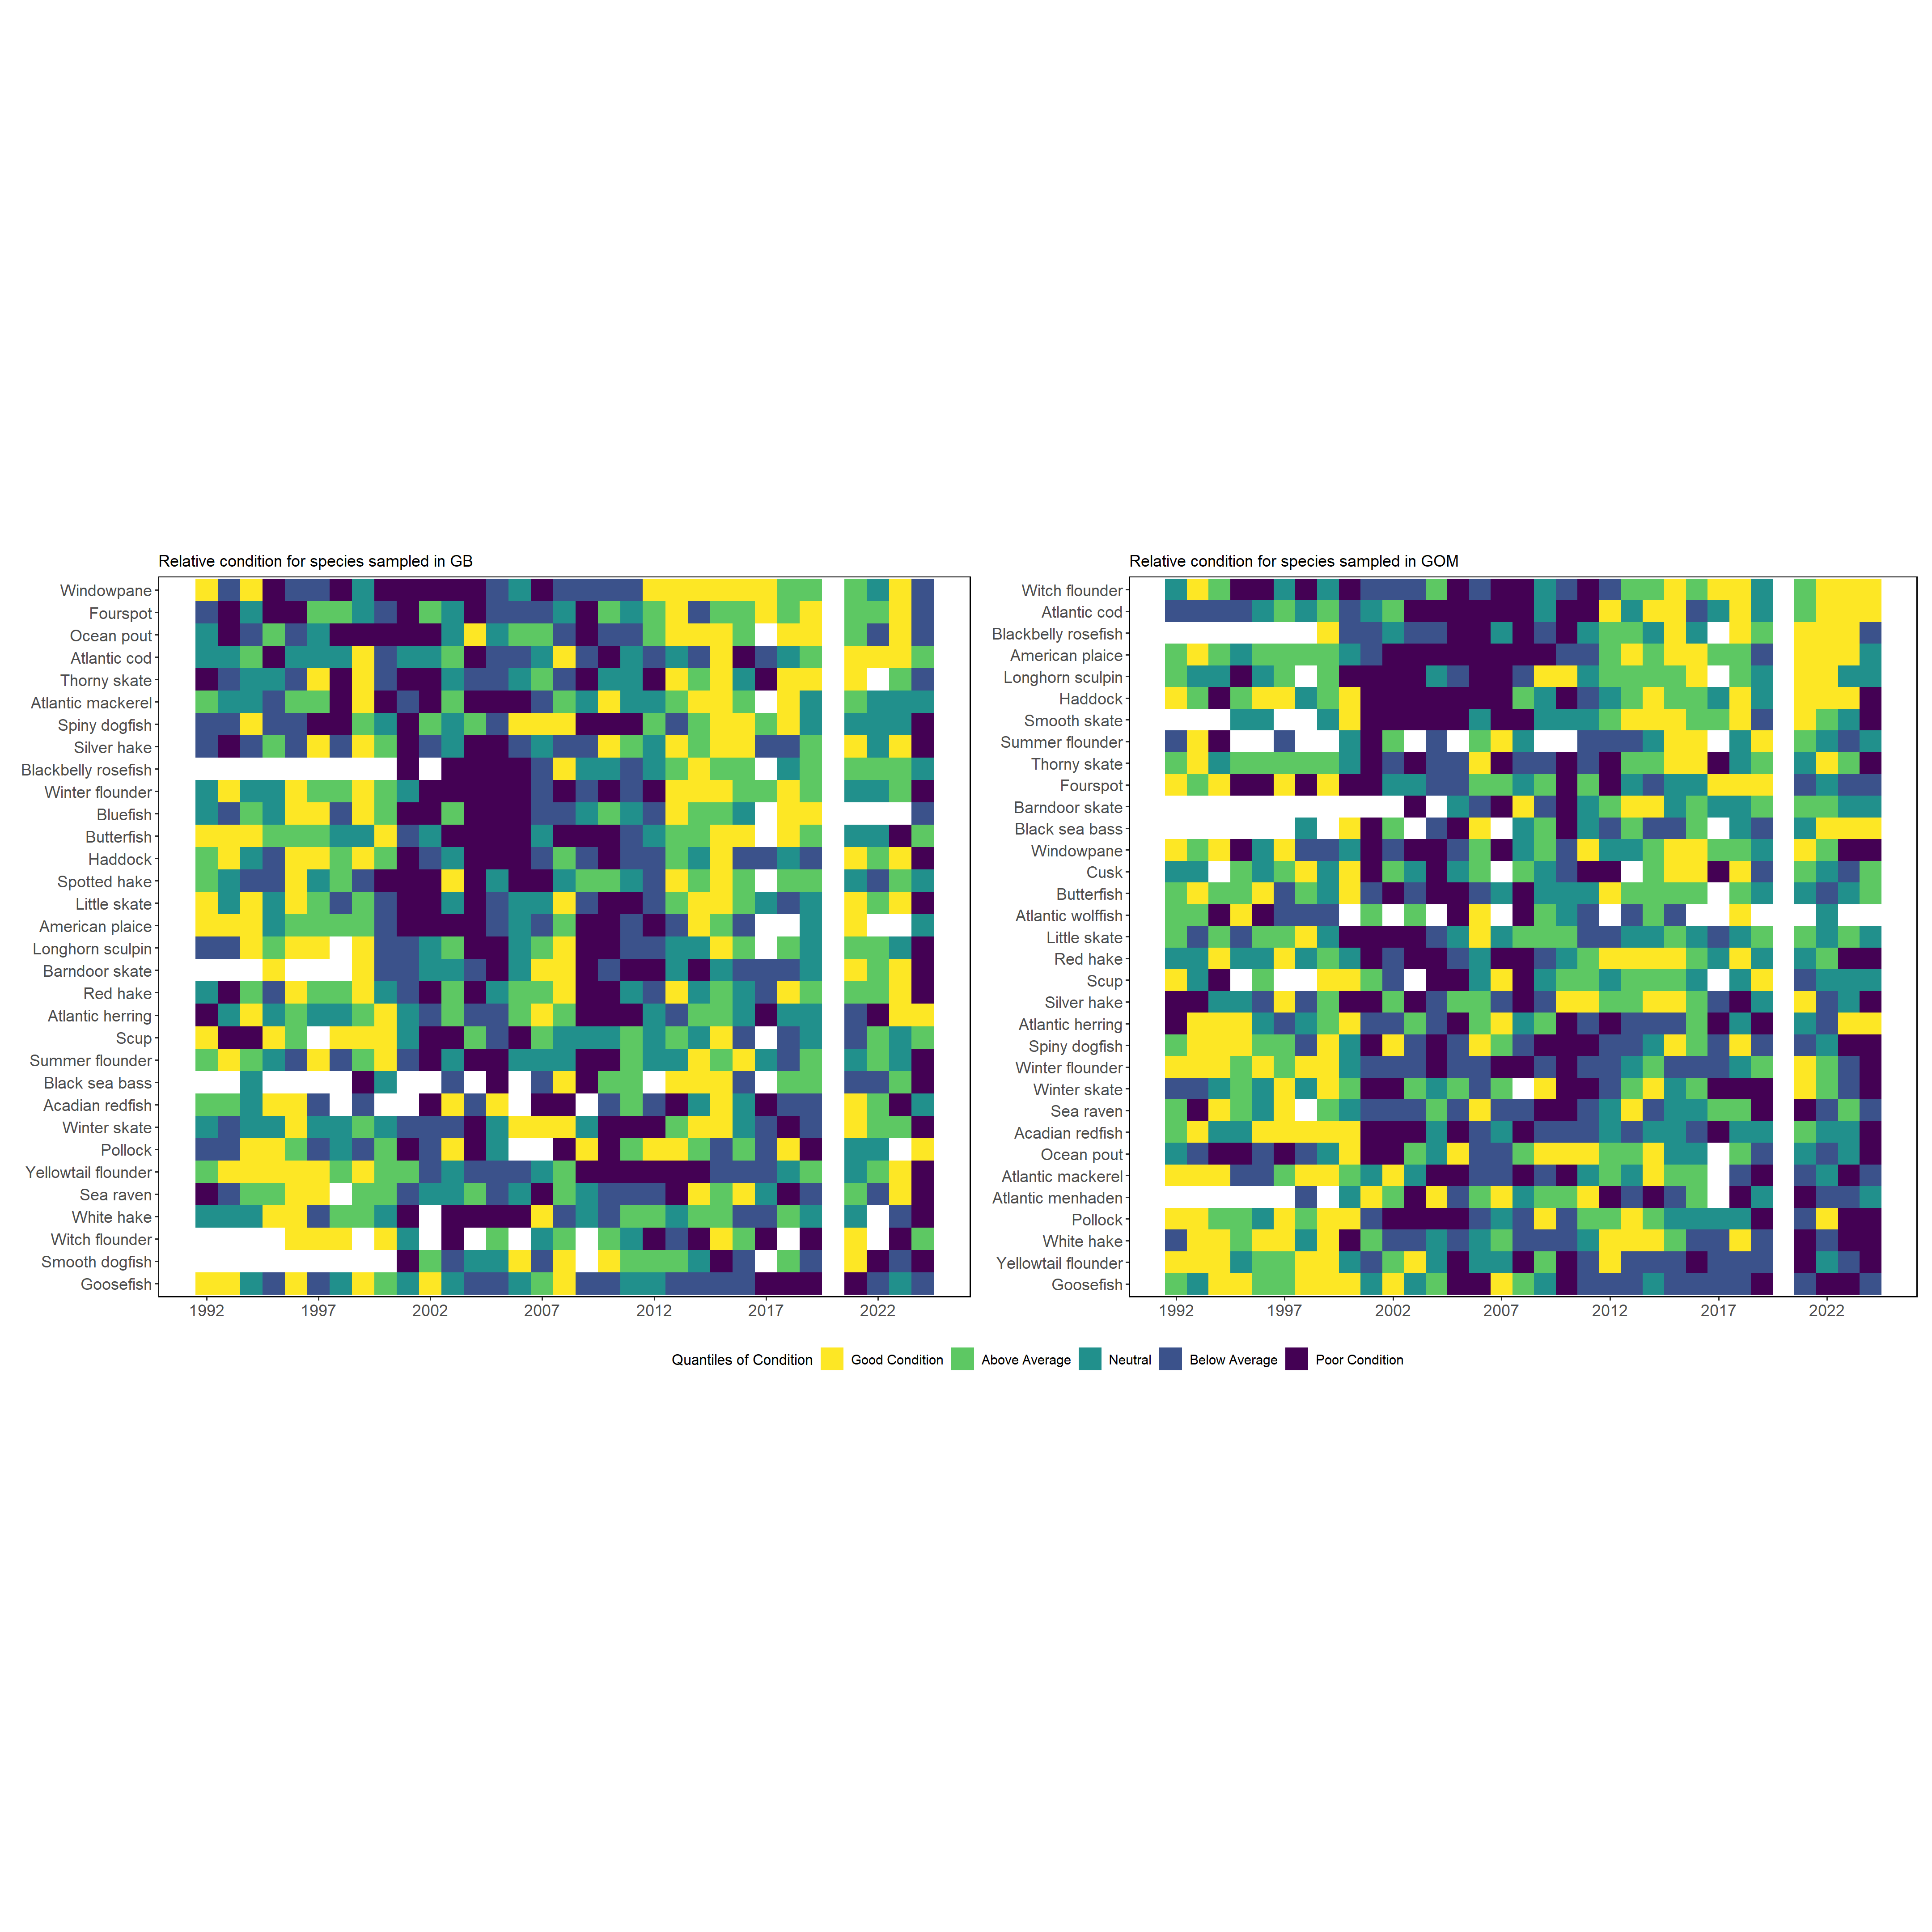 Relative condition for species sampled in GB
Windowpane
Fourspot
Ocean pout
Atlantic cod
Thorny skate
Atlantic mackerel
Spiny dogfish
Silver hake
Blackbelly rosefish
Winter flounder
Bluefish
Butterfish
Haddock
Spotted hake
Little skate
American plaice
Longhorn sculpin
Barndoor skate
Red hake
Atlantic herring
Scup
Summer flounder
Black sea bass
Acadian redfish
Winter skate
Pollock
Yellowtail flounder
Sea raven
White hake
Witch flounder
Smooth dogfish
Goosefish
1992 1997 2002 2007 2012 2017 2022
Relative condition for species sampled in GOM
Witch flounder
Atlantic cod
Blackbelly rosefish
American plaice
Longhorn sculpin
Haddock
Smooth skate
Summer flounder
Thorny skate
Fourspot
Barndoor skate
Black sea bass
Windowpane
Cusk
Butterfish
Atlantic wolffish
Little skate
Red hake
Scup
Silver hake
Atlantic herring
Spiny dogfish
Winter flounder
Winter skate
Sea raven
Acadian redfish
Ocean pout
Atlantic mackerel
Atlantic menhaden
Pollock
White hake
Yellowtail flounder
Goosefish
1992 1997 2002 2007 2012 2017 2022
Quantiles of Condition Good Condition Above Average Neutral Below Average Poor Condition